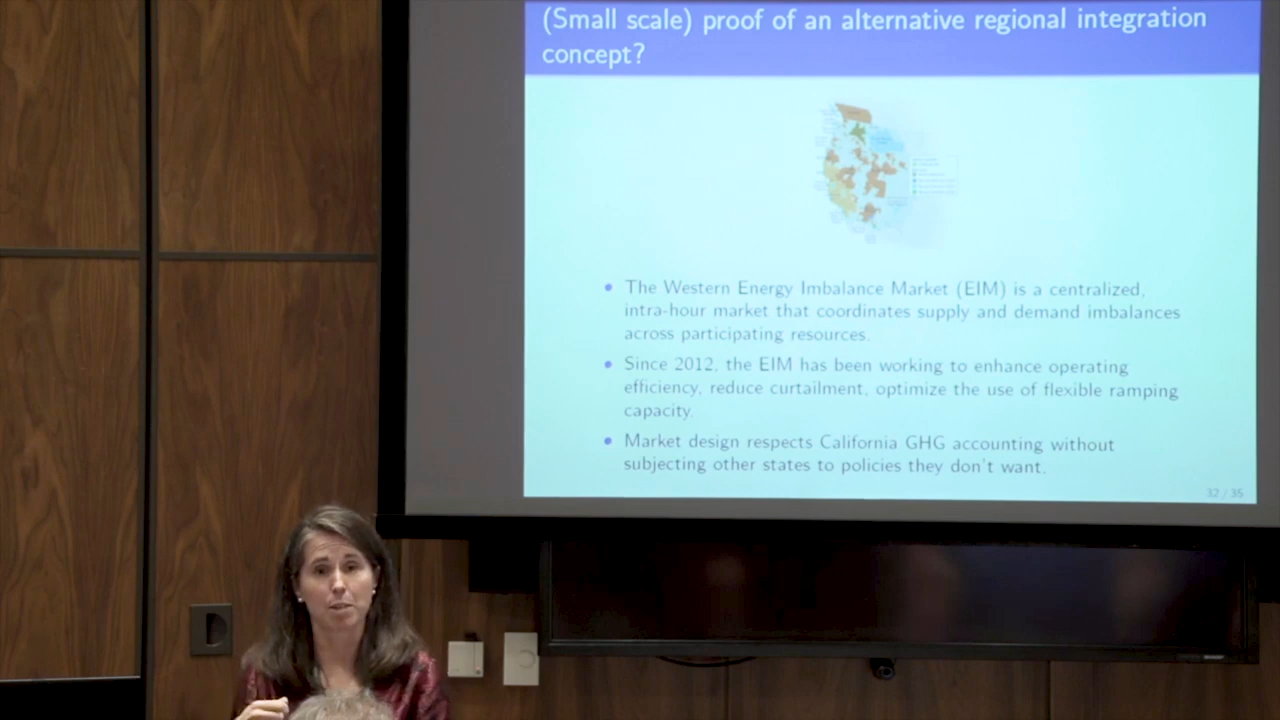 (Small scale) proof of an alternative regional integration
concept?
• The Western Energy Imbalance Market (EIM) is a centralized,
intra-hour market that coordinates supply and demand imbalances
across participating resources.
• Since 2012, the EIM has been working to enhance operating
efficiency, reduce curtailment, optimize the use of flexible ramping
capacity.
• Market design respects California GHG accounting without
subjecting other states to policies they don't want.
32 / 35